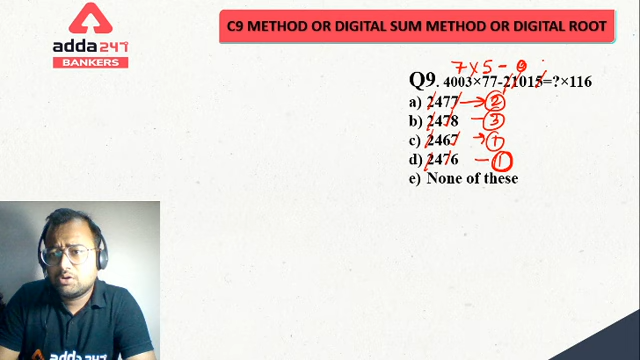 C9 METHOD OR DIGITAL SUM METHOD OR DIGITAL ROOT
adda247
BANKERS
7 × 5 - 9
Q9. 4003×77-21015=?×116
a) 2477 → 2
b) 2478 - 3
c) 2467 → 1
d) 2476 - 1
e) None of these
adda247